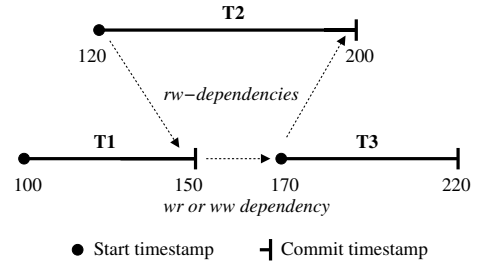 T2
120
200
rw−dependencies
T1
T3
100
150
170
220
wr or ww dependency
Start timestamp
Commit timestamp